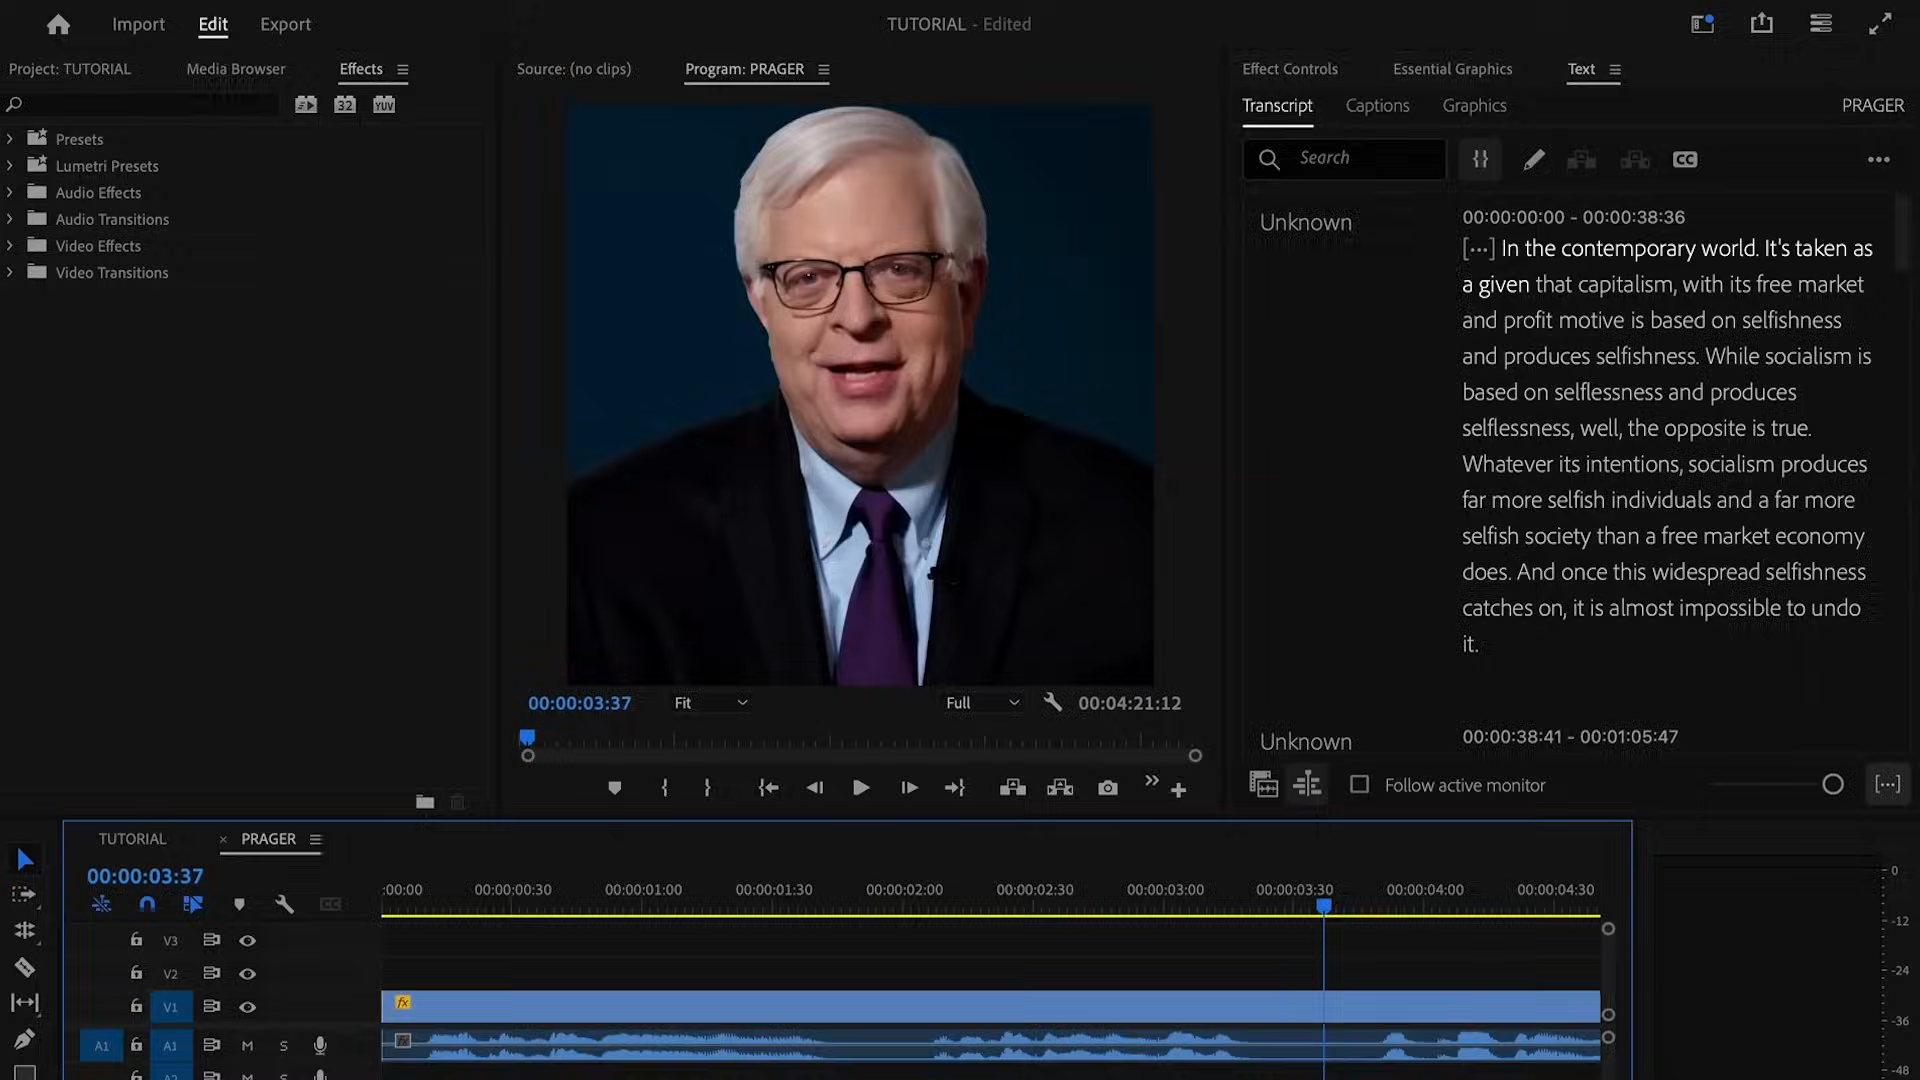 Import
Edit
Export
TUTORIAL - Edited
Project: TUTORIAL
Media Browser
Effects
Source: (no clips)
Program: PRAGER
Effect Controls
Essential Graphics
Text
32
YUV
Presets
Lumetri Presets
Audio Effects
Audio Transitions
Video Effects
Video Transitions
Transcript
Captions
Graphics
PRAGER
Search
CC
Unknown
00:00:00:00 - 00:00:38:36
[...] In the contemporary world. It's taken as
a given that capitalism, with its free market
and profit motive is based on selfishness
and produces selfishness. While socialism is
based on selflessness and produces
selflessness, well, the opposite is true.
Whatever its intentions, socialism produces
far more selfish individuals and a far more
selfish society than a free market economy
does. And once this widespread selfishness
catches on, it is almost impossible to undo
it.
Unknown
00:00:38:41 - 00:01:05:47
Follow active monitor
[...]
00:00:03:37
Fit
Full
00:04:21:12
TUTORIAL
× PRAGER
00:00:03:37
CC
:00:00
00:00:00:30
00:00:01:00
00:00:01:30
00:00:02:00
00:00:02:30
00:00:03:00
00:00:03:30
00:00:04:00
00:00:04:30
V3
V2
V1
fx
A1
A1
M
S
fx
A2
M
S
0
-12
-24
-36
-48